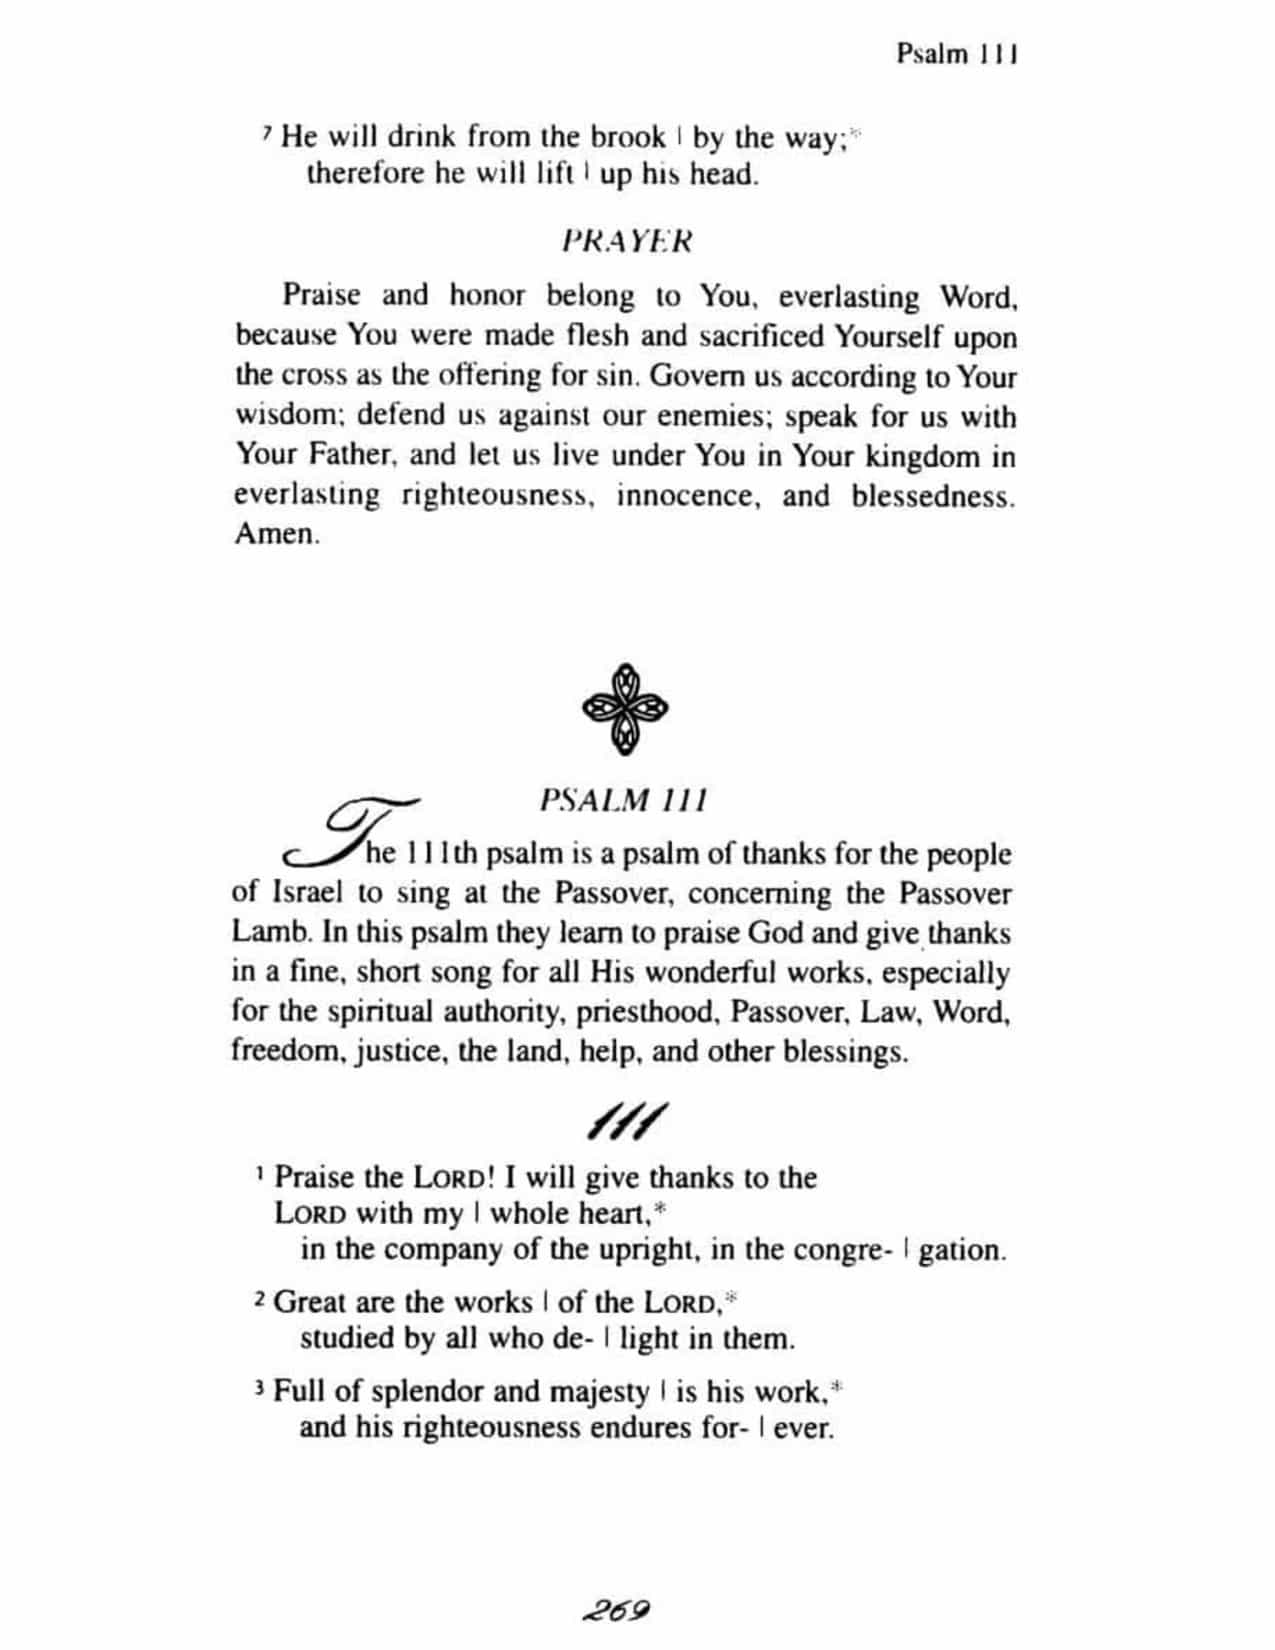 Psalm 111
7 He will drink from the brook | by the way;*
therefore he will lift | up his head.
PRAYER
Praise and honor belong to You, everlasting Word,
because You were made flesh and sacrificed Yourself upon
the cross as the offering for sin. Govern us according to Your
wisdom; defend us against our enemies; speak for us with
Your Father, and let us live under You in Your kingdom in
everlasting righteousness, innocence, and blessedness.
Amen.
PSALM 111
The 111th psalm is a psalm of thanks for the people
of Israel to sing at the Passover, concerning the Passover
Lamb. In this psalm they learn to praise God and give thanks
in a fine, short song for all His wonderful works, especially
for the spiritual authority, priesthood, Passover, Law, Word,
freedom, justice, the land, help, and other blessings.
111
1 Praise the LORD! I will give thanks to the
LORD with my | whole heart,*
in the company of the upright, in the congre- | gation.
2 Great are the works | of the LORD,*
studied by all who de- | light in them.
3 Full of splendor and majesty | is his work,*
and his righteousness endures for- | ever.
269